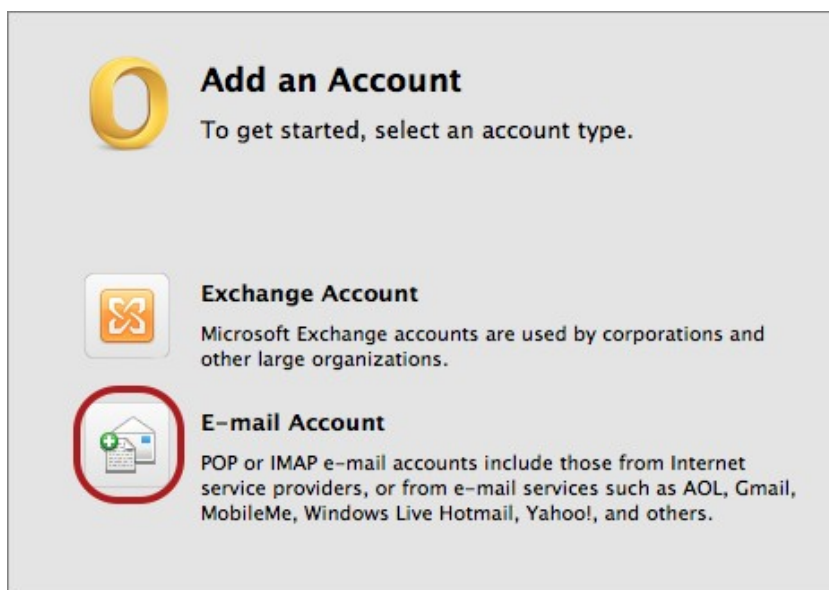 Add an Account
To get started, select an account type.
Exchange Account
Microsoft Exchange accounts are used by corporations and
other large organizations.
E-mail Account
POP or IMAP e-mail accounts include those from Internet
service providers, or from e-mail services such as AOL, Gmail,
MobileMe, Windows Live Hotmail, Yahoo!, and others.